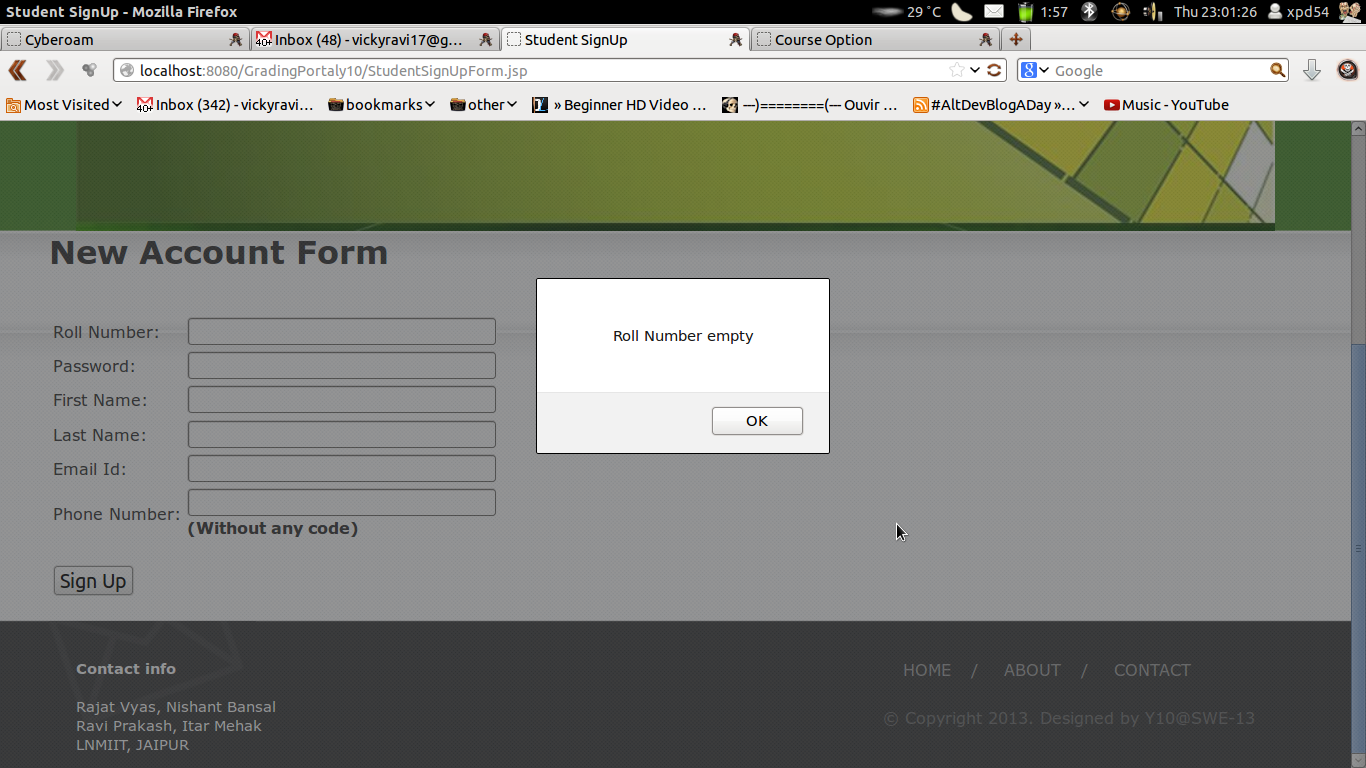 Student SignUp - Mozilla Firefox
29 °C
1:57
Thu 23:01:26
xpd54
Cyberoam
Inbox (48) - vickyravi17@g...
Student SignUp
Course Option
localhost:8080/GradingPortaly10/StudentSignUpForm.jsp
Google
Most Visited
Inbox (342) - vickyravi...
bookmarks
other
» Beginner HD Video ...
---)========(--- Ouvir ...
#AltDevBlogADay »...
Music - YouTube
New Account Form
Roll Number:
Password:
First Name:
Last Name:
Email Id:
Phone Number:
(Without any code)
Sign Up
Roll Number empty
OK
Contact info
Rajat Vyas, Nishant Bansal
Ravi Prakash, Itar Mehak
LNMIIT, JAIPUR
HOME / ABOUT / CONTACT
© Copyright 2013. Designed by Y10@SWE-13